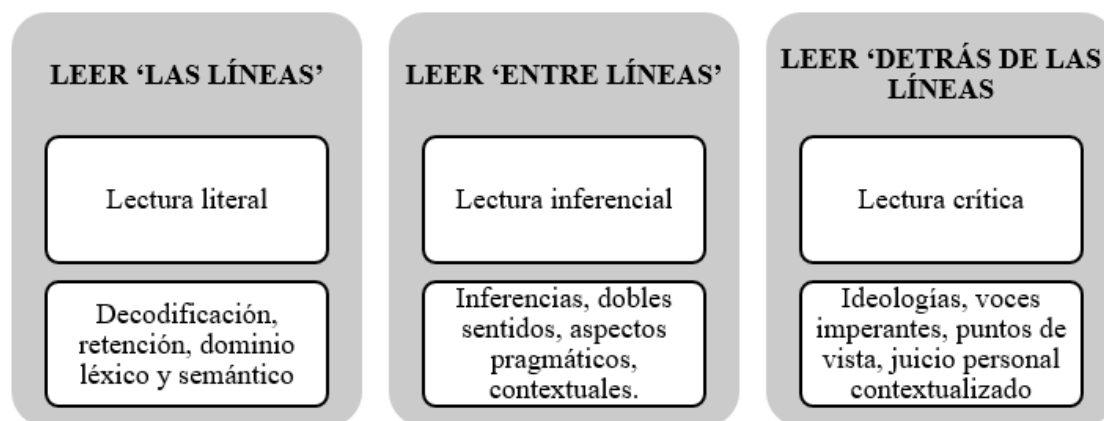 LEER ‘LAS LÍNEAS’
Lectura literal
Decodificación,
retención, dominio
léxico y semántico
LEER ‘ENTRE LÍNEAS’
Lectura inferencial
Inferencias, dobles
sentidos, aspectos
pragmáticos,
contextuales.
LEER ‘DETRÁS DE LAS
LÍNEAS
Lectura crítica
Ideologías, voces
imperantes, puntos de
vista, juicio personal
contextualizado